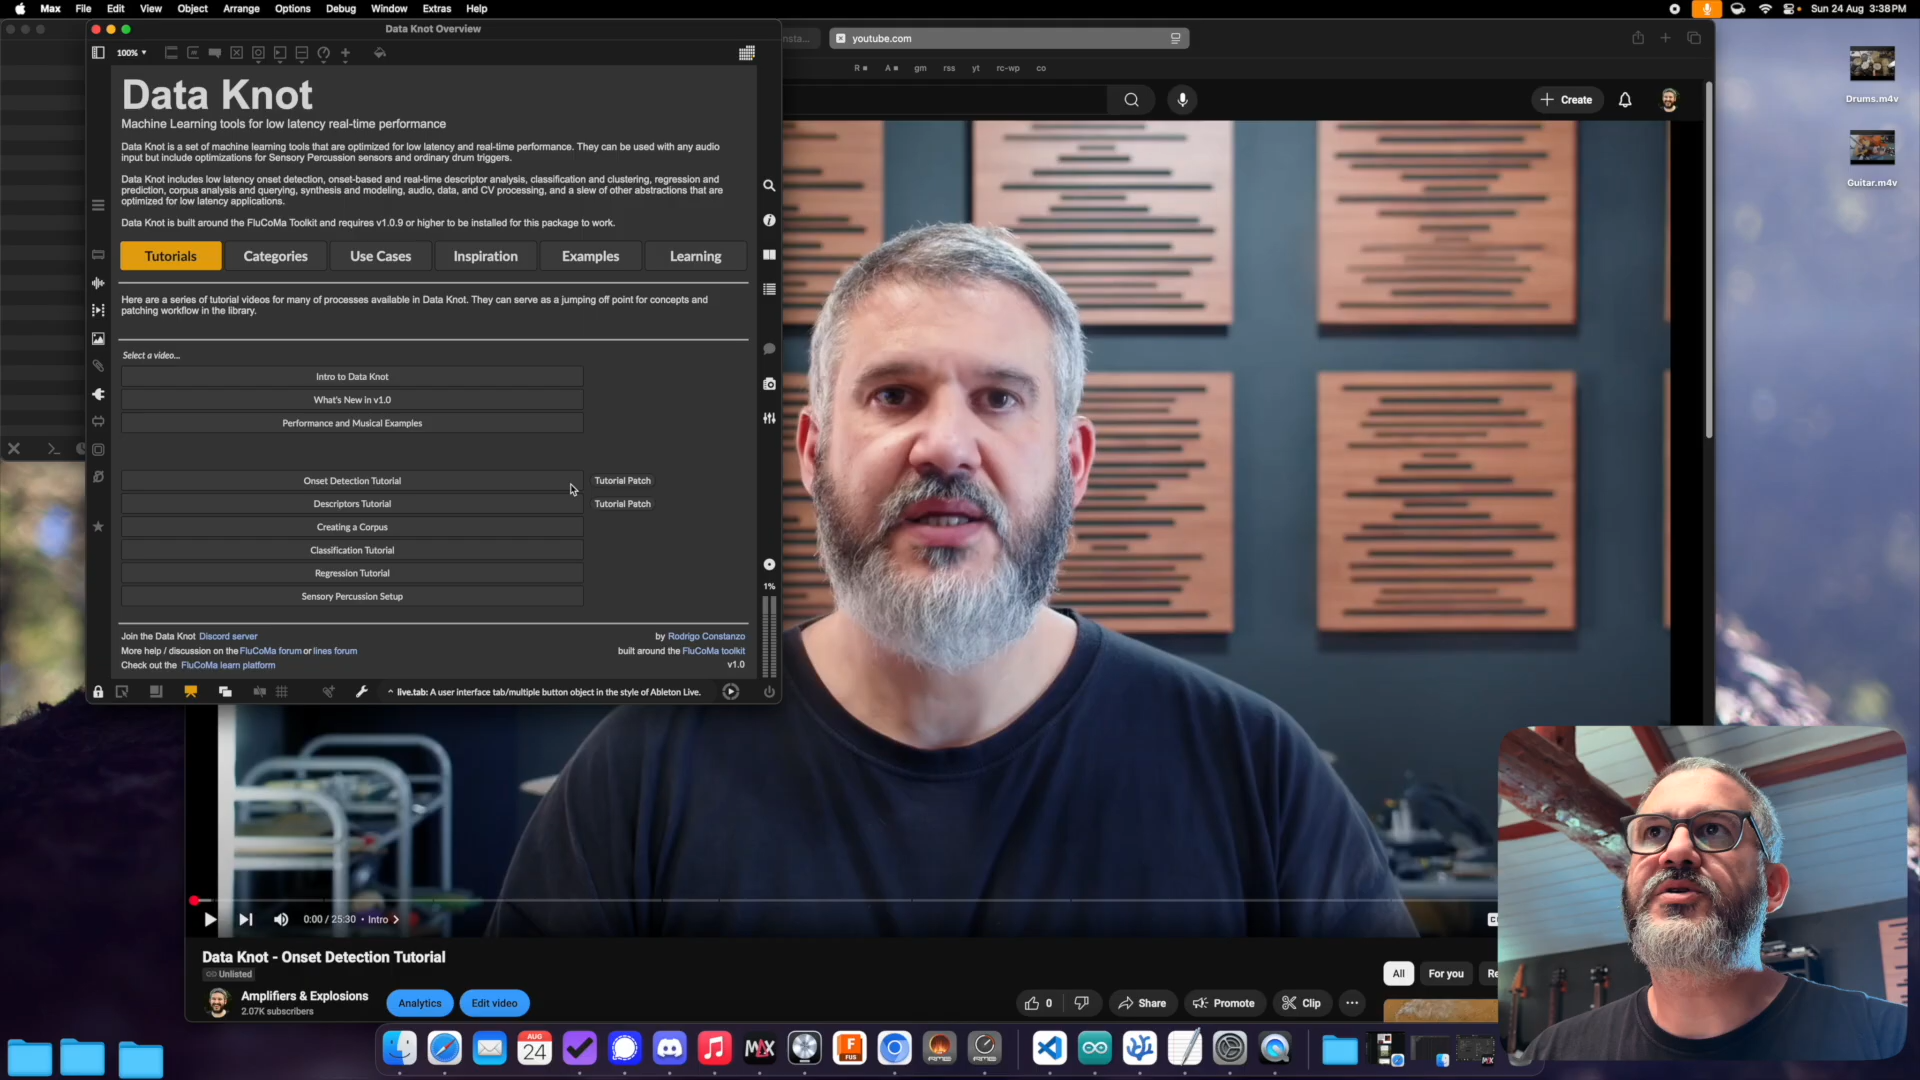 Max File Edit View Object Arrange Options Debug Window Extras Help
Sun 24 Aug 3:38 PM
Data Knot Overview
100%
Data Knot
Machine Learning tools for low latency real-time performance
Data Knot is a set of machine learning tools that are optimized for low latency and real-time performance. They can be used with any audio
input but include optimizations for Sensory Percussion sensors and ordinary drum triggers.
Data Knot includes low latency onset detection, onset-based and real-time descriptor analysis, classification and clustering, regression and
prediction, corpus analysis and querying, synthesis and modeling, audio, data, and CV processing, and a slew of other abstractions that are
optimized for low latency applications.
Data Knot is built around the FluCoMa Toolkit and requires v1.0.9 or higher to be installed for this package to work.
Tutorials Categories Use Cases Inspiration Examples Learning
Here are a series of tutorial videos for many of processes available in Data Knot. They can serve as a jumping off point for concepts and
patching workflow in the library.
Select a video...
Intro to Data Knot
What's New in v1.0
Performance and Musical Examples
Onset Detection Tutorial Tutorial Patch
Descriptors Tutorial Tutorial Patch
Creating a Corpus
Classification Tutorial
Regression Tutorial
Sensory Percussion Setup
1%
Join the Data Knot Discord server
More help / discussion on the FluCoMa forum or lines forum
Check out the FluCoMa learn platform
by Rodrigo Constanzo
built around the FluCoMa toolkit
v1.0
live.tab: A user interface tab/multiple button object in the style of Ableton Live.
youtube.com
R A gm rss yt rc-wp co
Create
Drums.m4v
Guitar.m4v
0:00 / 25:30 • Intro
Data Knot - Onset Detection Tutorial
Unlisted
Amplifiers & Explosions
2.07K subscribers
Analytics Edit video
0 Share Promote Clip
All For you
AUG
24
MAX
FUS